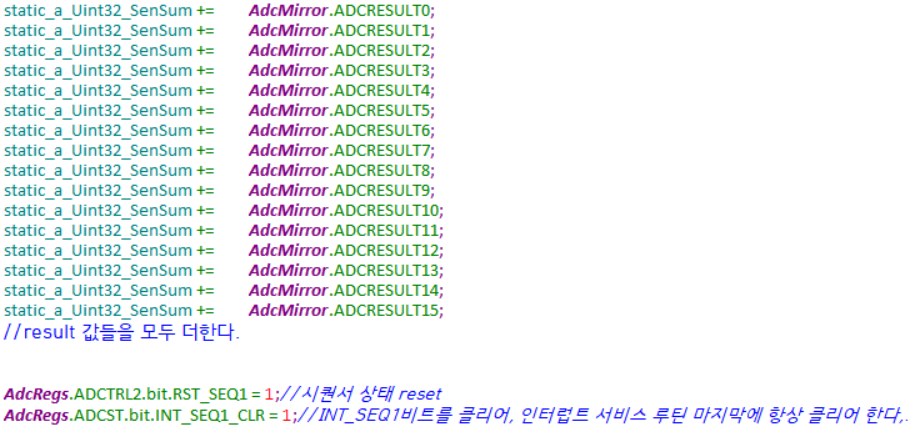 static_a_Uint32_SenSum += AdcMirror.ADCRESULT0;
static_a_Uint32_SenSum += AdcMirror.ADCRESULT1;
static_a_Uint32_SenSum += AdcMirror.ADCRESULT2;
static_a_Uint32_SenSum += AdcMirror.ADCRESULT3;
static_a_Uint32_SenSum += AdcMirror.ADCRESULT4;
static_a_Uint32_SenSum += AdcMirror.ADCRESULT5;
static_a_Uint32_SenSum += AdcMirror.ADCRESULT6;
static_a_Uint32_SenSum += AdcMirror.ADCRESULT7;
static_a_Uint32_SenSum += AdcMirror.ADCRESULT8;
static_a_Uint32_SenSum += AdcMirror.ADCRESULT9;
static_a_Uint32_SenSum += AdcMirror.ADCRESULT10;
static_a_Uint32_SenSum += AdcMirror.ADCRESULT11;
static_a_Uint32_SenSum += AdcMirror.ADCRESULT12;
static_a_Uint32_SenSum += AdcMirror.ADCRESULT13;
static_a_Uint32_SenSum += AdcMirror.ADCRESULT14;
static_a_Uint32_SenSum += AdcMirror.ADCRESULT15;
//result 값들을 모두 더한다.
AdcRegs.ADCTRL2.bit.RST_SEQ1 = 1;//시퀀서 상태 reset
AdcRegs.ADCST.bit.INT_SEQ1_CLR = 1;//INT_SEQ1비트를 클리어, 인터럽트 서비스 루틴 마지막에 항상 클리어 한다,.